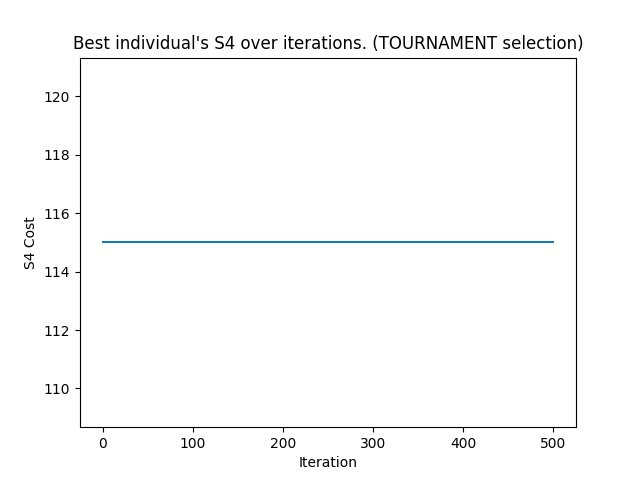 Best individual's S4 over iterations. (TOURNAMENT selection)
120
118
116
114
112
110
S4 Cost
0 100 200 300 400 500
Iteration